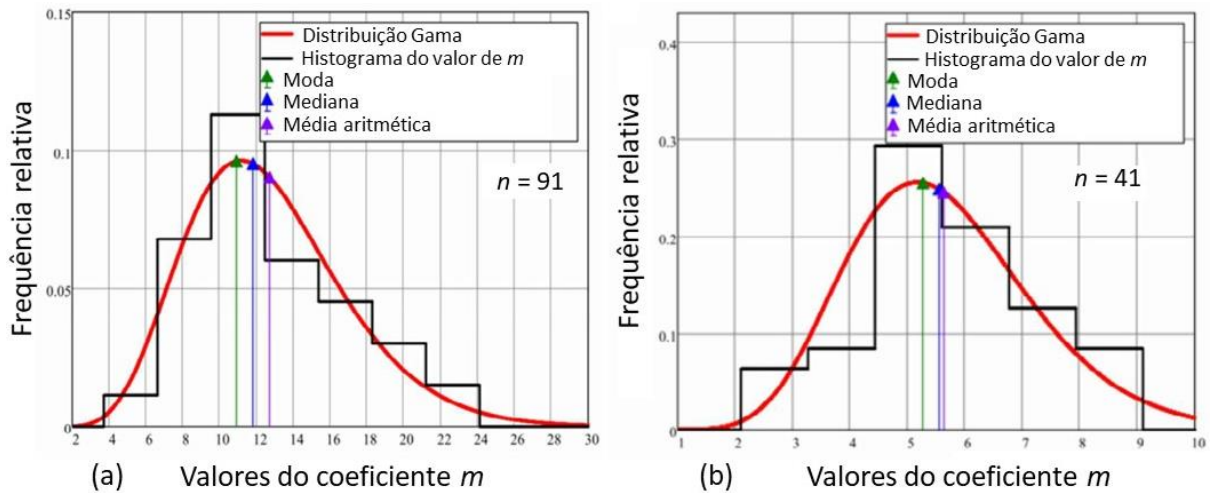 0.15
Distribuição Gama
Histograma do valor de m
Moda
Mediana
Média aritmética
0.1
n = 91
0.05
0
2 4 6 8 10 12 14 16 18 20 22 24 26 28 30
Frequência relativa
(a) Valores do coeficiente m
0.4
Distribuição Gama
Histograma do valor de m
Moda
Mediana
Média aritmética
0.3
n = 41
0.2
0.1
0
1 2 3 4 5 6 7 8 9 10
Frequência relativa
(b) Valores do coeficiente m